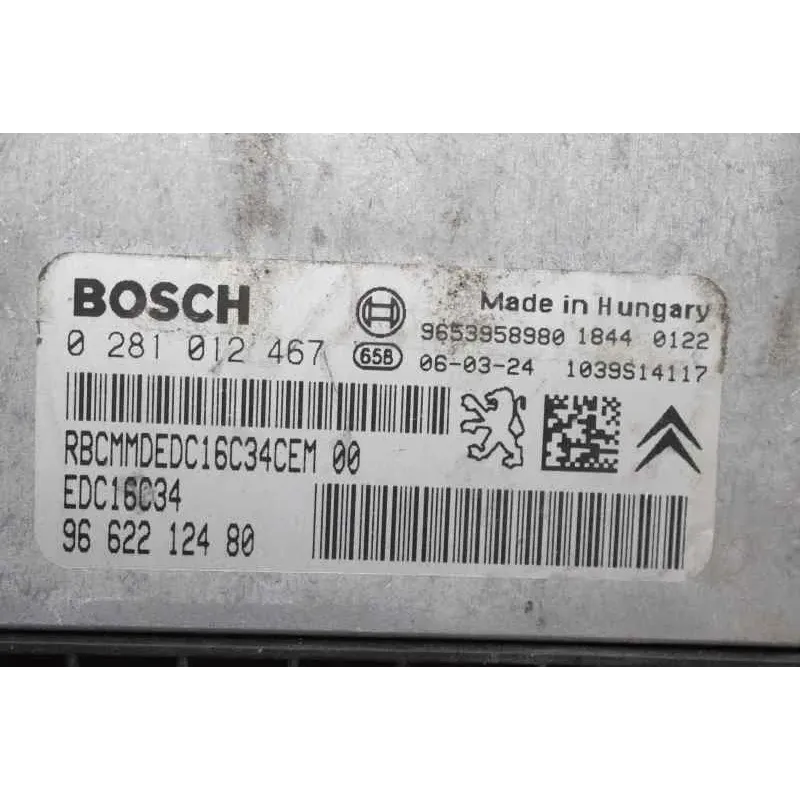 BOSCH
Made in Hungary
0 281 012 467
658
9653958980 1844 0122
06-03-24 1039S14117
RBCMMDEDC16C34CEM 00
EDC16C34
96 622 124 80